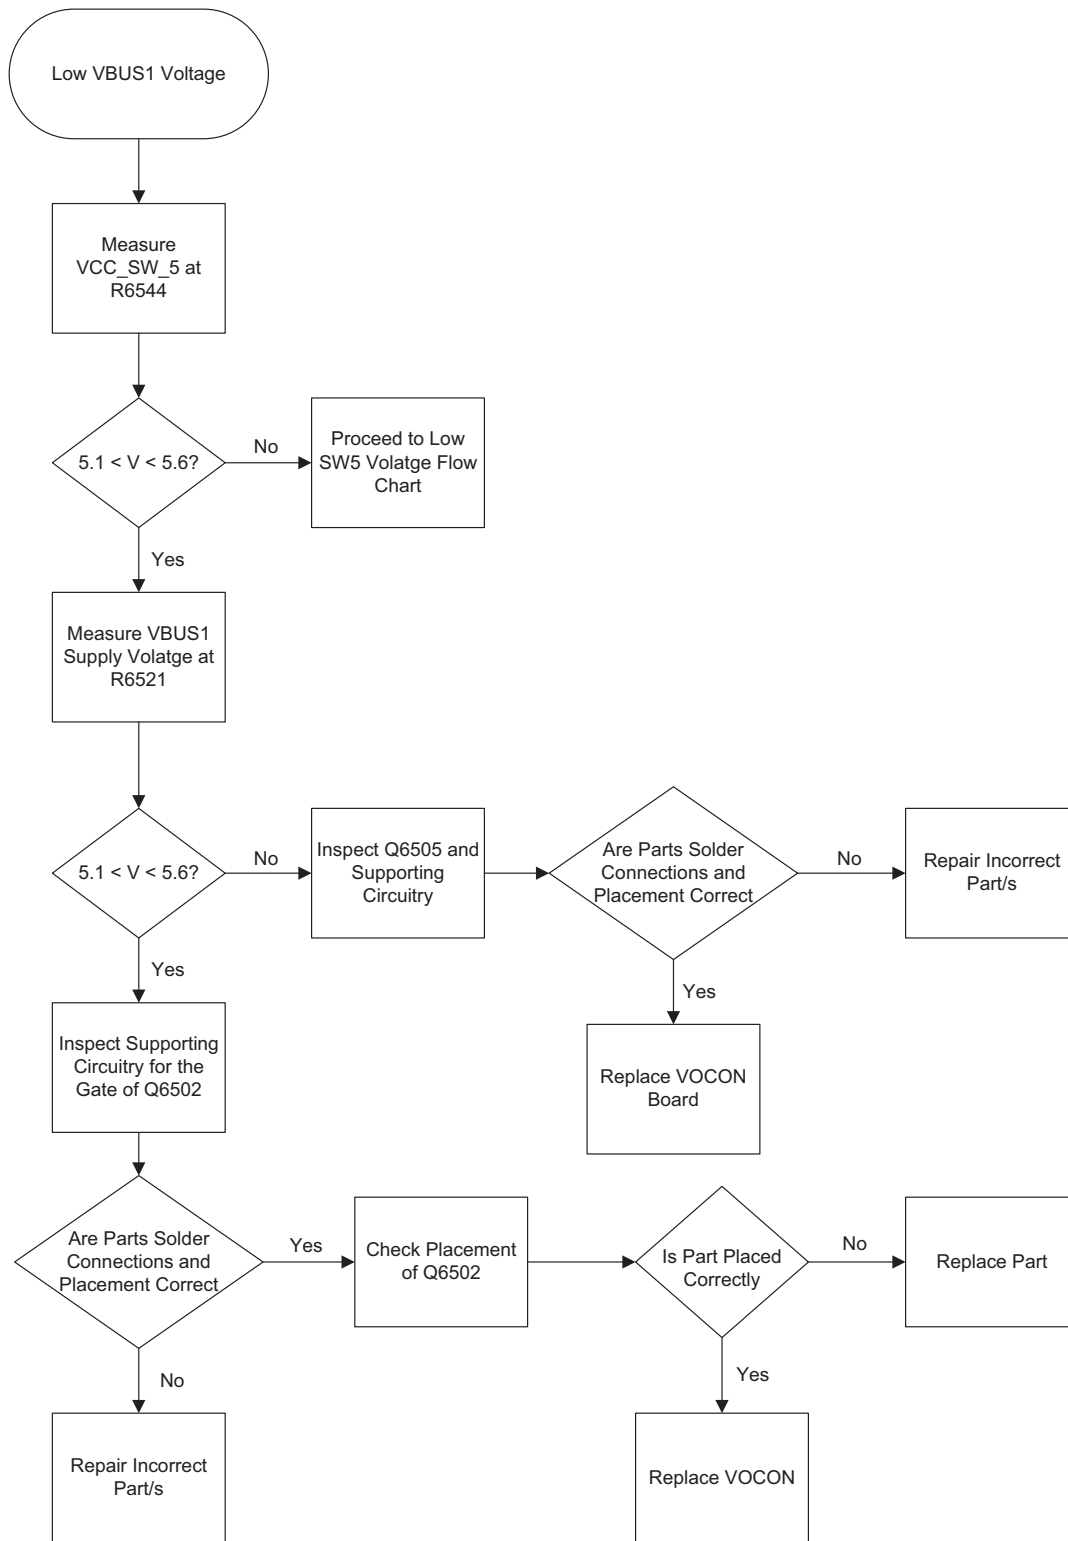 Low VBUS1 Voltage
Measure
VCC_SW_5 at
R6544
5.1 < V < 5.6?
No
Proceed to Low
SW5 Volatge Flow
Chart
Yes
Measure VBUS1
Supply Volatge at
R6521
5.1 < V < 5.6?
No
Inspect Q6505 and
Supporting
Circuitry
Are Parts Solder
Connections and
Placement Correct
No
Repair Incorrect
Part/s
Yes
Replace VOCON
Board
Yes
Inspect Supporting
Circuitry for the
Gate of Q6502
Are Parts Solder
Connections and
Placement Correct
Yes
Check Placement
of Q6502
Is Part Placed
Correctly
No
Replace Part
Yes
Replace VOCON
No
Repair Incorrect
Part/s